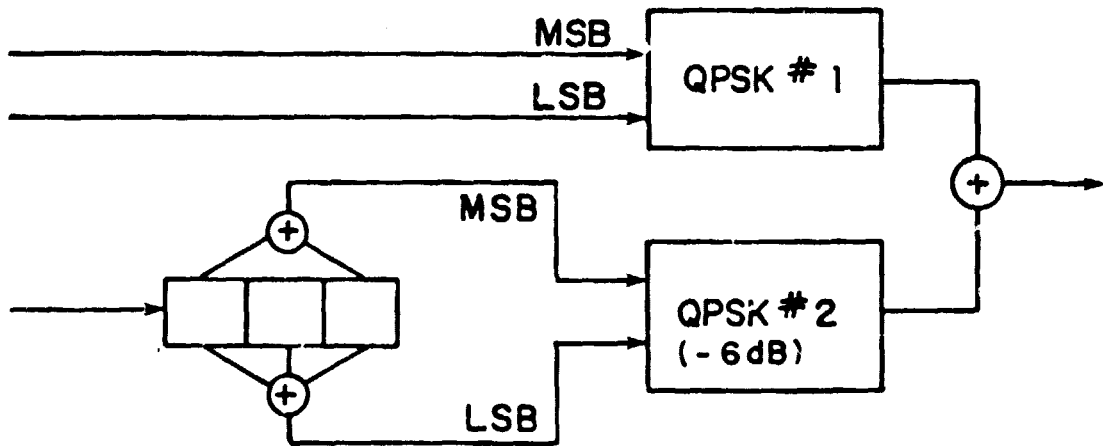 MSB
LSB
QPSK # 1
+
+
MSB
QPSK # 2
(-6dB)
+
LSB